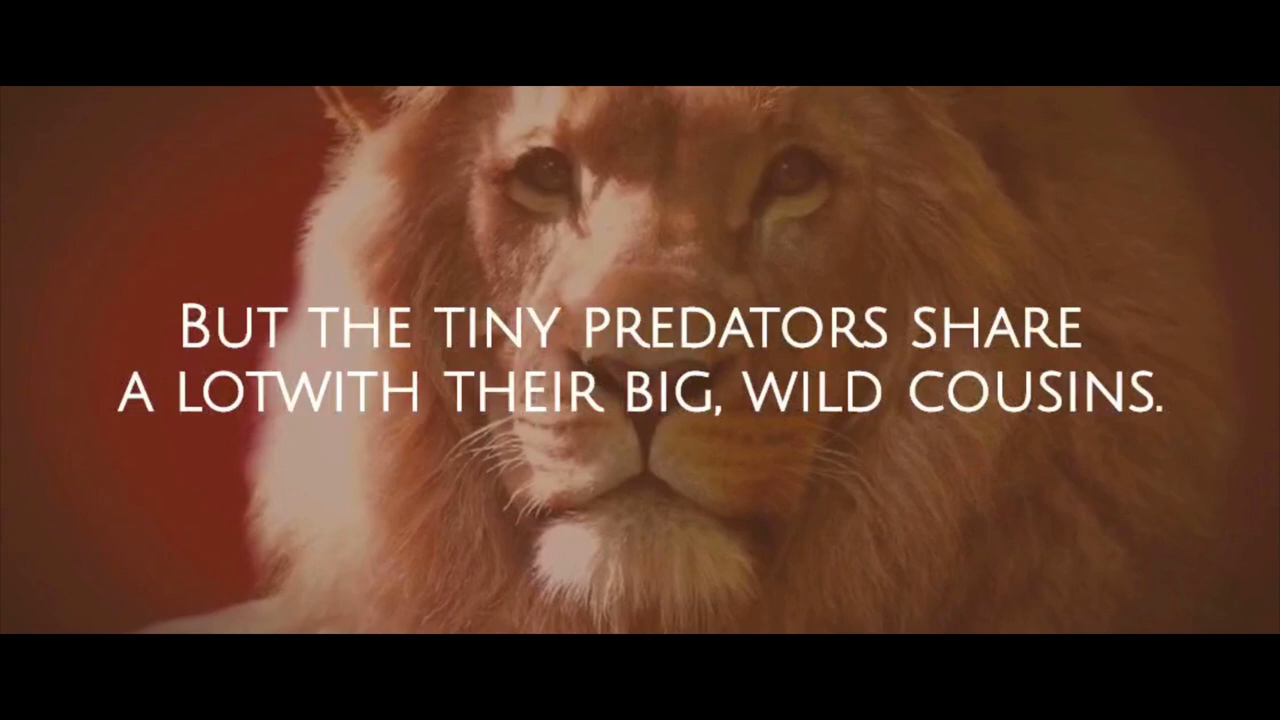 But the tiny predators share
a lotwith their big, wild cousins.